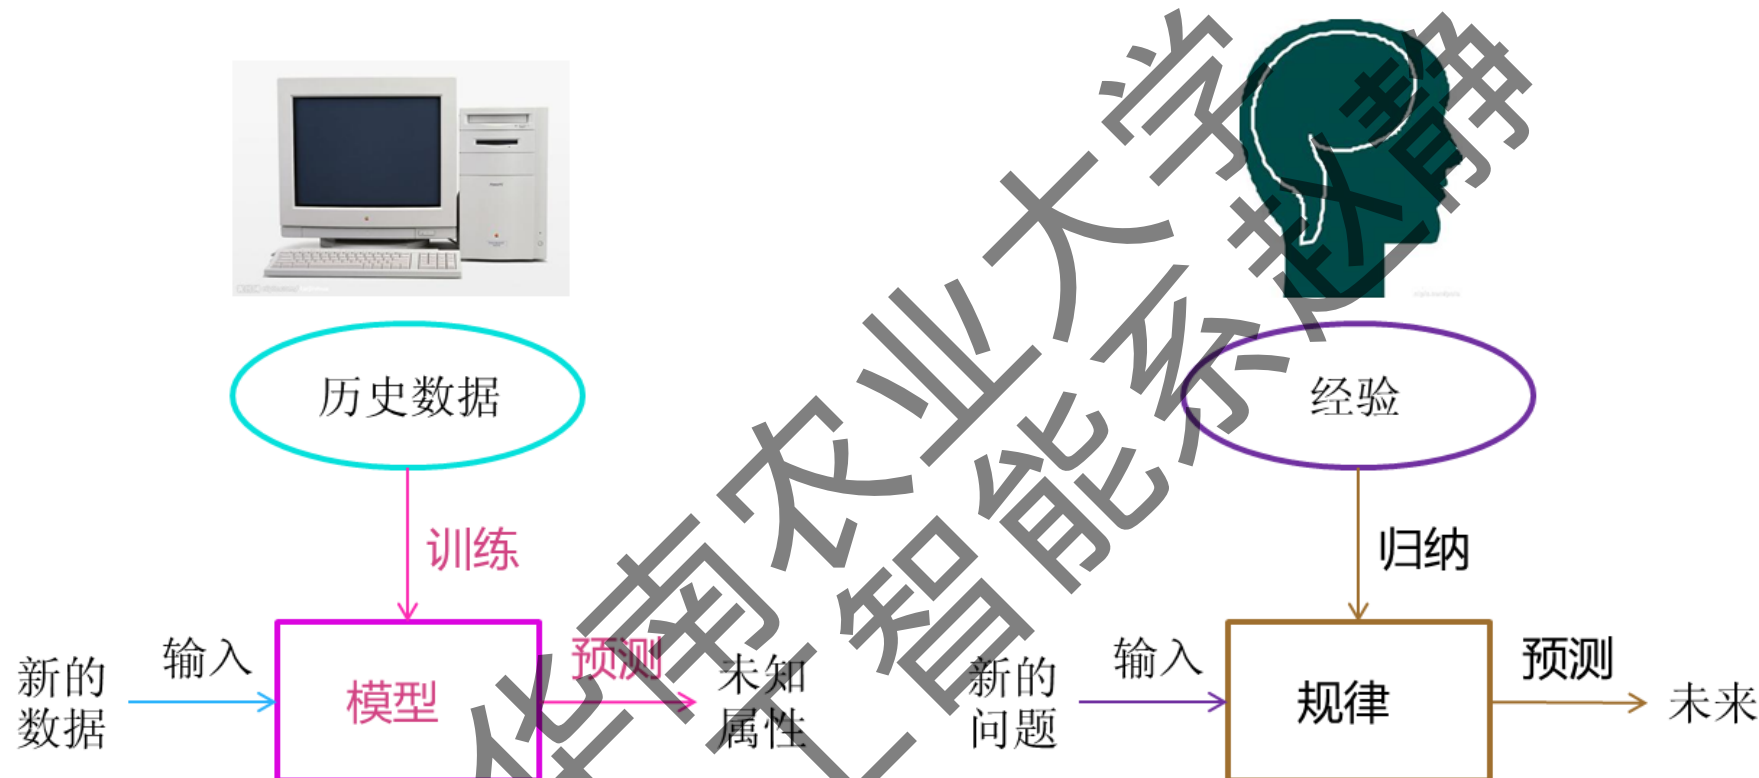 历史数据
训练
新的
数据
输入
模型
预测
未知
属性
经验
归纳
新的
问题
输入
规律
预测
未来
华南农业大学
工智能系赵静